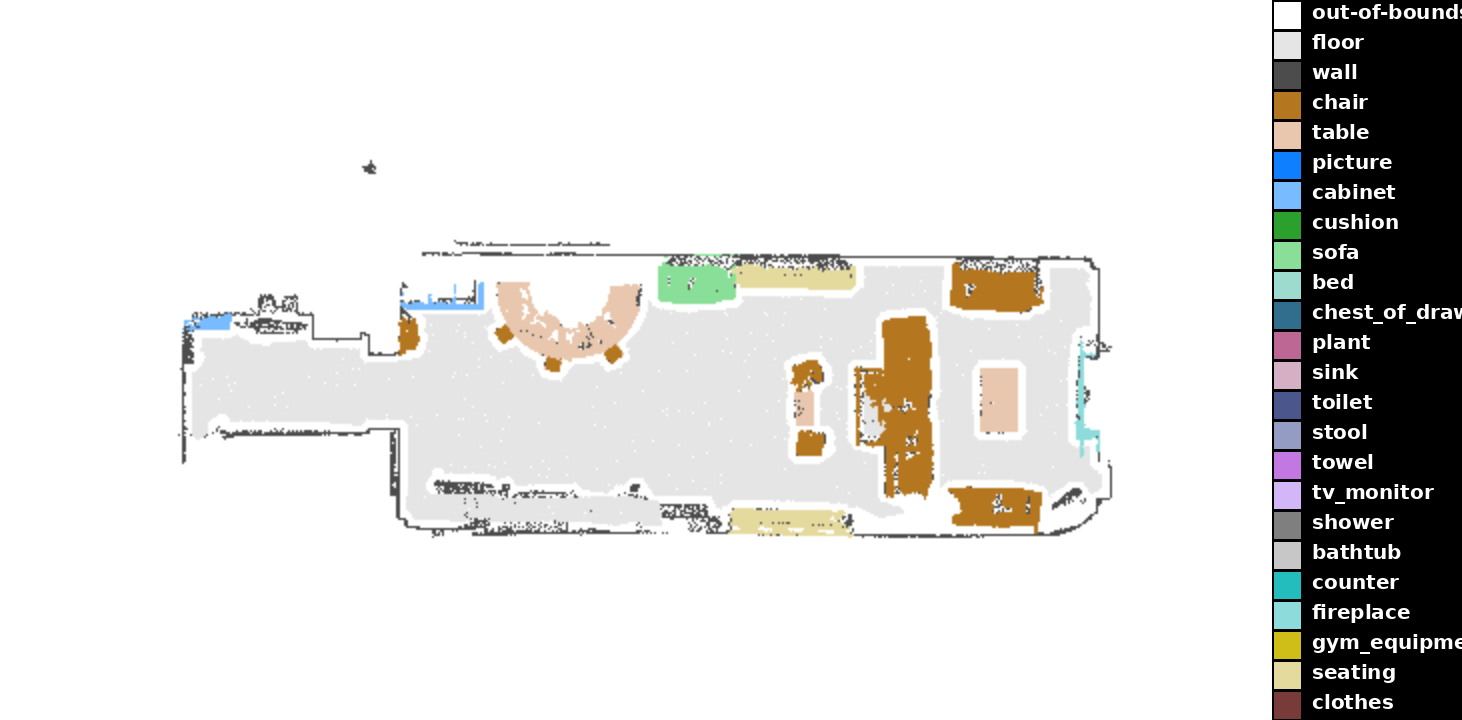 out-of-bounds
floor
wall
chair
table
picture
cabinet
cushion
sofa
bed
chest_of_draw
plant
sink
toilet
stool
towel
tv_monitor
shower
bathtub
counter
fireplace
gym_equipme
seating
clothes